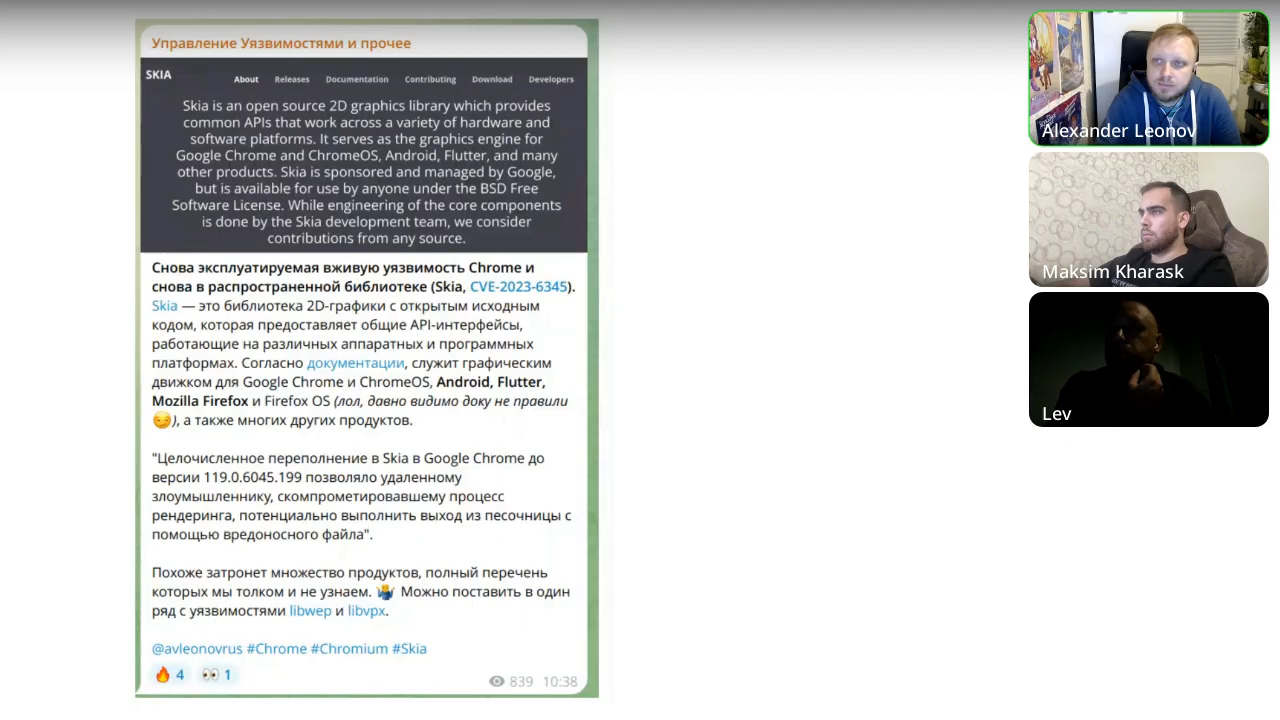 Управление Уязвимостями и прочее
SKIA
About Releases Documentation Contributing Download Developers
Skia is an open source 2D graphics library which provides
common APIs that work across a variety of hardware and
software platforms. It serves as the graphics engine for
Google Chrome and ChromeOS, Android, Flutter, and many
other products. Skia is sponsored and managed by Google,
but is available for use by anyone under the BSD Free
Software License. While engineering of the core components
is done by the Skia development team, we consider
contributions from any source.
Снова эксплуатируемая вживую уязвимость Chrome и
снова в распространенной библиотеке (Skia, CVE-2023-6345).
Skia — это библиотека 2D-графики с открытым исходным
кодом, которая предоставляет общие API-интерфейсы,
работающие на различных аппаратных и программных
платформах. Согласно документации, служит графическим
движком для Google Chrome и ChromeOS, Android, Flutter,
Mozilla Firefox и Firefox OS (лол, давно видимо доку не правили
😏), а также многих других продуктов.
"Целочисленное переполнение в Skia в Google Chrome до
версии 119.0.6045.199 позволяло удаленному
злоумышленнику, скомпрометировавшему процесс
рендеринга, потенциально выполнить выход из песочницы с
помощью вредоносного файла".
Похоже затронет множество продуктов, полный перечень
которых мы толком и не узнаем. 🤷‍♂️ Можно поставить в один
ряд с уязвимостями libwep и libvpx.
@avleonovrus #Chrome #Chromium #Skia
🔥 4 👀 1
839 10:38
Alexander Leonov
Maksim Kharask
Lev